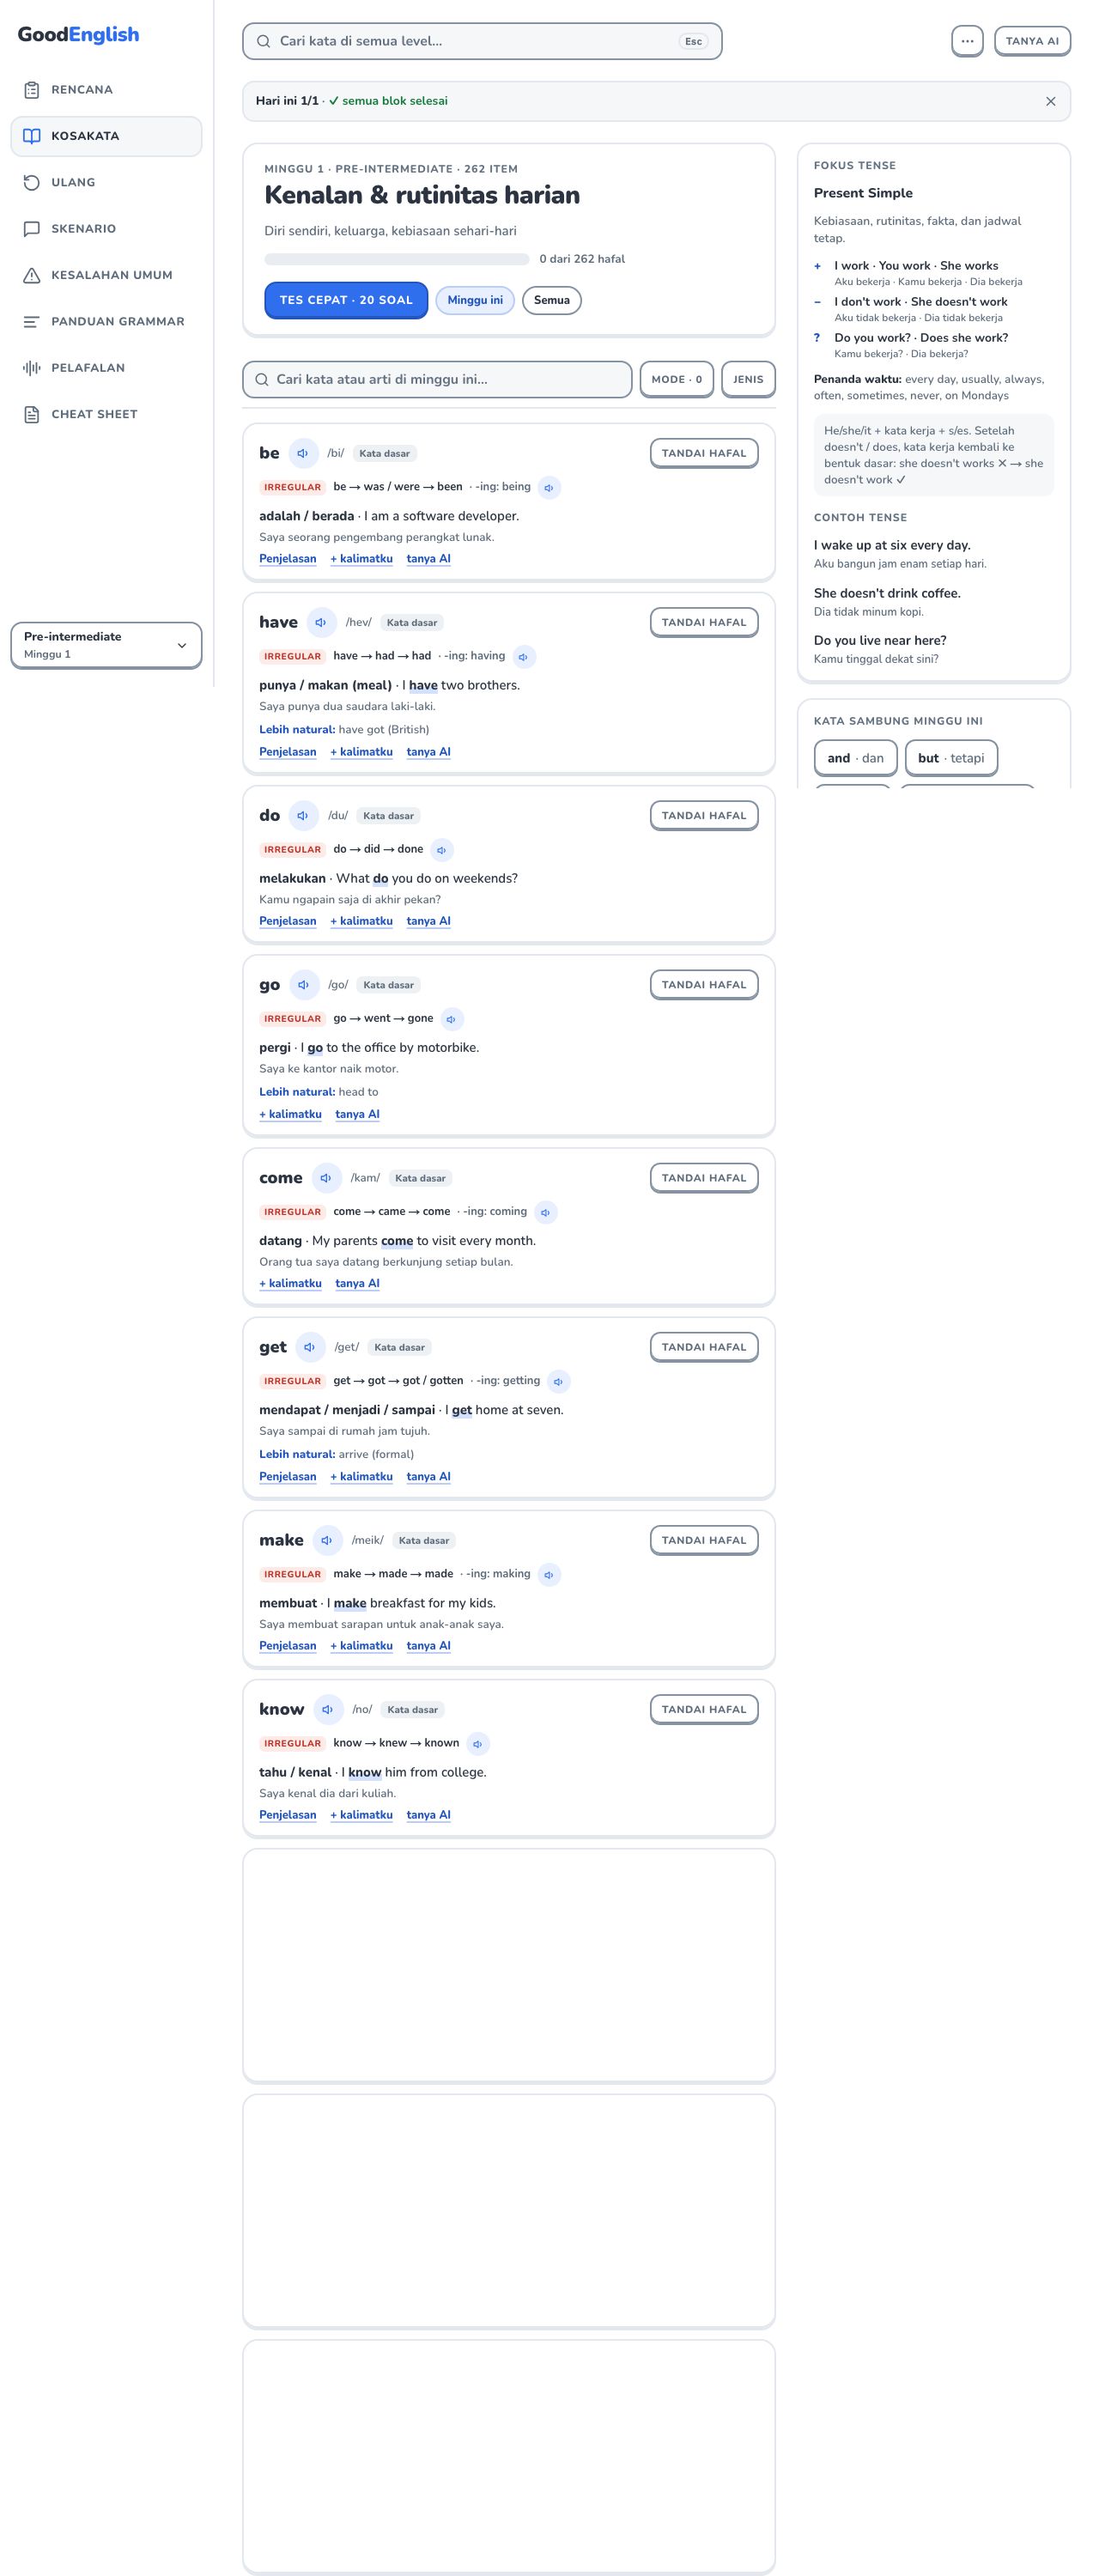 GoodEnglish
RENCANA
KOSAKATA
ULANG
SKENARIO
KESALAHAN UMUM
PANDUAN GRAMMAR
PELAFALAN
CHEAT SHEET
Pre-intermediate
Minggu 1
Cari kata di semua level...
Esc
TANYA AI
Hari ini 1/1 · ✓ semua blok selesai
MINGGU 1 · PRE-INTERMEDIATE · 262 ITEM
Kenalan & rutinitas harian
Diri sendiri, keluarga, kebiasaan sehari-hari
0 dari 262 hafal
TES CEPAT · 20 SOAL
Minggu ini
Semua
Cari kata atau arti di minggu ini...
MODE · 0
JENIS
be /bi/ Kata dasar
TANDAI HAFAL
IRREGULAR be → was / were → been · -ing: being
adalah / berada · I am a software developer.
Saya seorang pengembang perangkat lunak.
Penjelasan + kalimatku tanya AI
have /hev/ Kata dasar
TANDAI HAFAL
IRREGULAR have → had → had · -ing: having
punya / makan (meal) · I have two brothers.
Saya punya dua saudara laki-laki.
Lebih natural: have got (British)
Penjelasan + kalimatku tanya AI
do /du/ Kata dasar
TANDAI HAFAL
IRREGULAR do → did → done
melakukan · What do you do on weekends?
Kamu ngapain saja di akhir pekan?
Penjelasan + kalimatku tanya AI
go /go/ Kata dasar
TANDAI HAFAL
IRREGULAR go → went → gone
pergi · I go to the office by motorbike.
Saya ke kantor naik motor.
Lebih natural: head to
+ kalimatku tanya AI
come /kam/ Kata dasar
TANDAI HAFAL
IRREGULAR come → came → come · -ing: coming
datang · My parents come to visit every month.
Orang tua saya datang berkunjung setiap bulan.
+ kalimatku tanya AI
get /get/ Kata dasar
TANDAI HAFAL
IRREGULAR get → got → got / gotten · -ing: getting
mendapat / menjadi / sampai · I get home at seven.
Saya sampai di rumah jam tujuh.
Lebih natural: arrive (formal)
Penjelasan + kalimatku tanya AI
make /meik/ Kata dasar
TANDAI HAFAL
IRREGULAR make → made → made · -ing: making
membuat · I make breakfast for my kids.
Saya membuat sarapan untuk anak-anak saya.
Penjelasan + kalimatku tanya AI
know /no/ Kata dasar
TANDAI HAFAL
IRREGULAR know → knew → known
tahu / kenal · I know him from college.
Saya kenal dia dari kuliah.
Penjelasan + kalimatku tanya AI
FOKUS TENSE
Present Simple
Kebiasaan, rutinitas, fakta, dan jadwal
tetap.
+ I work · You work · She works
Aku bekerja · Kamu bekerja · Dia bekerja
− I don't work · She doesn't work
Aku tidak bekerja · Dia tidak bekerja
? Do you work? · Does she work?
Kamu bekerja? · Dia bekerja?
Penanda waktu: every day, usually, always,
often, sometimes, never, on Mondays
He/she/it + kata kerja + s/es. Setelah
doesn't / does, kata kerja kembali ke
bentuk dasar: she doesn't works ✕ → she
doesn't work ✓
CONTOH TENSE
I wake up at six every day.
Aku bangun jam enam setiap hari.
She doesn't drink coffee.
Dia tidak minum kopi.
Do you live near here?
Kamu tinggal dekat sini?
KATA SAMBUNG MINGGU INI
and · dan
but · tetapi